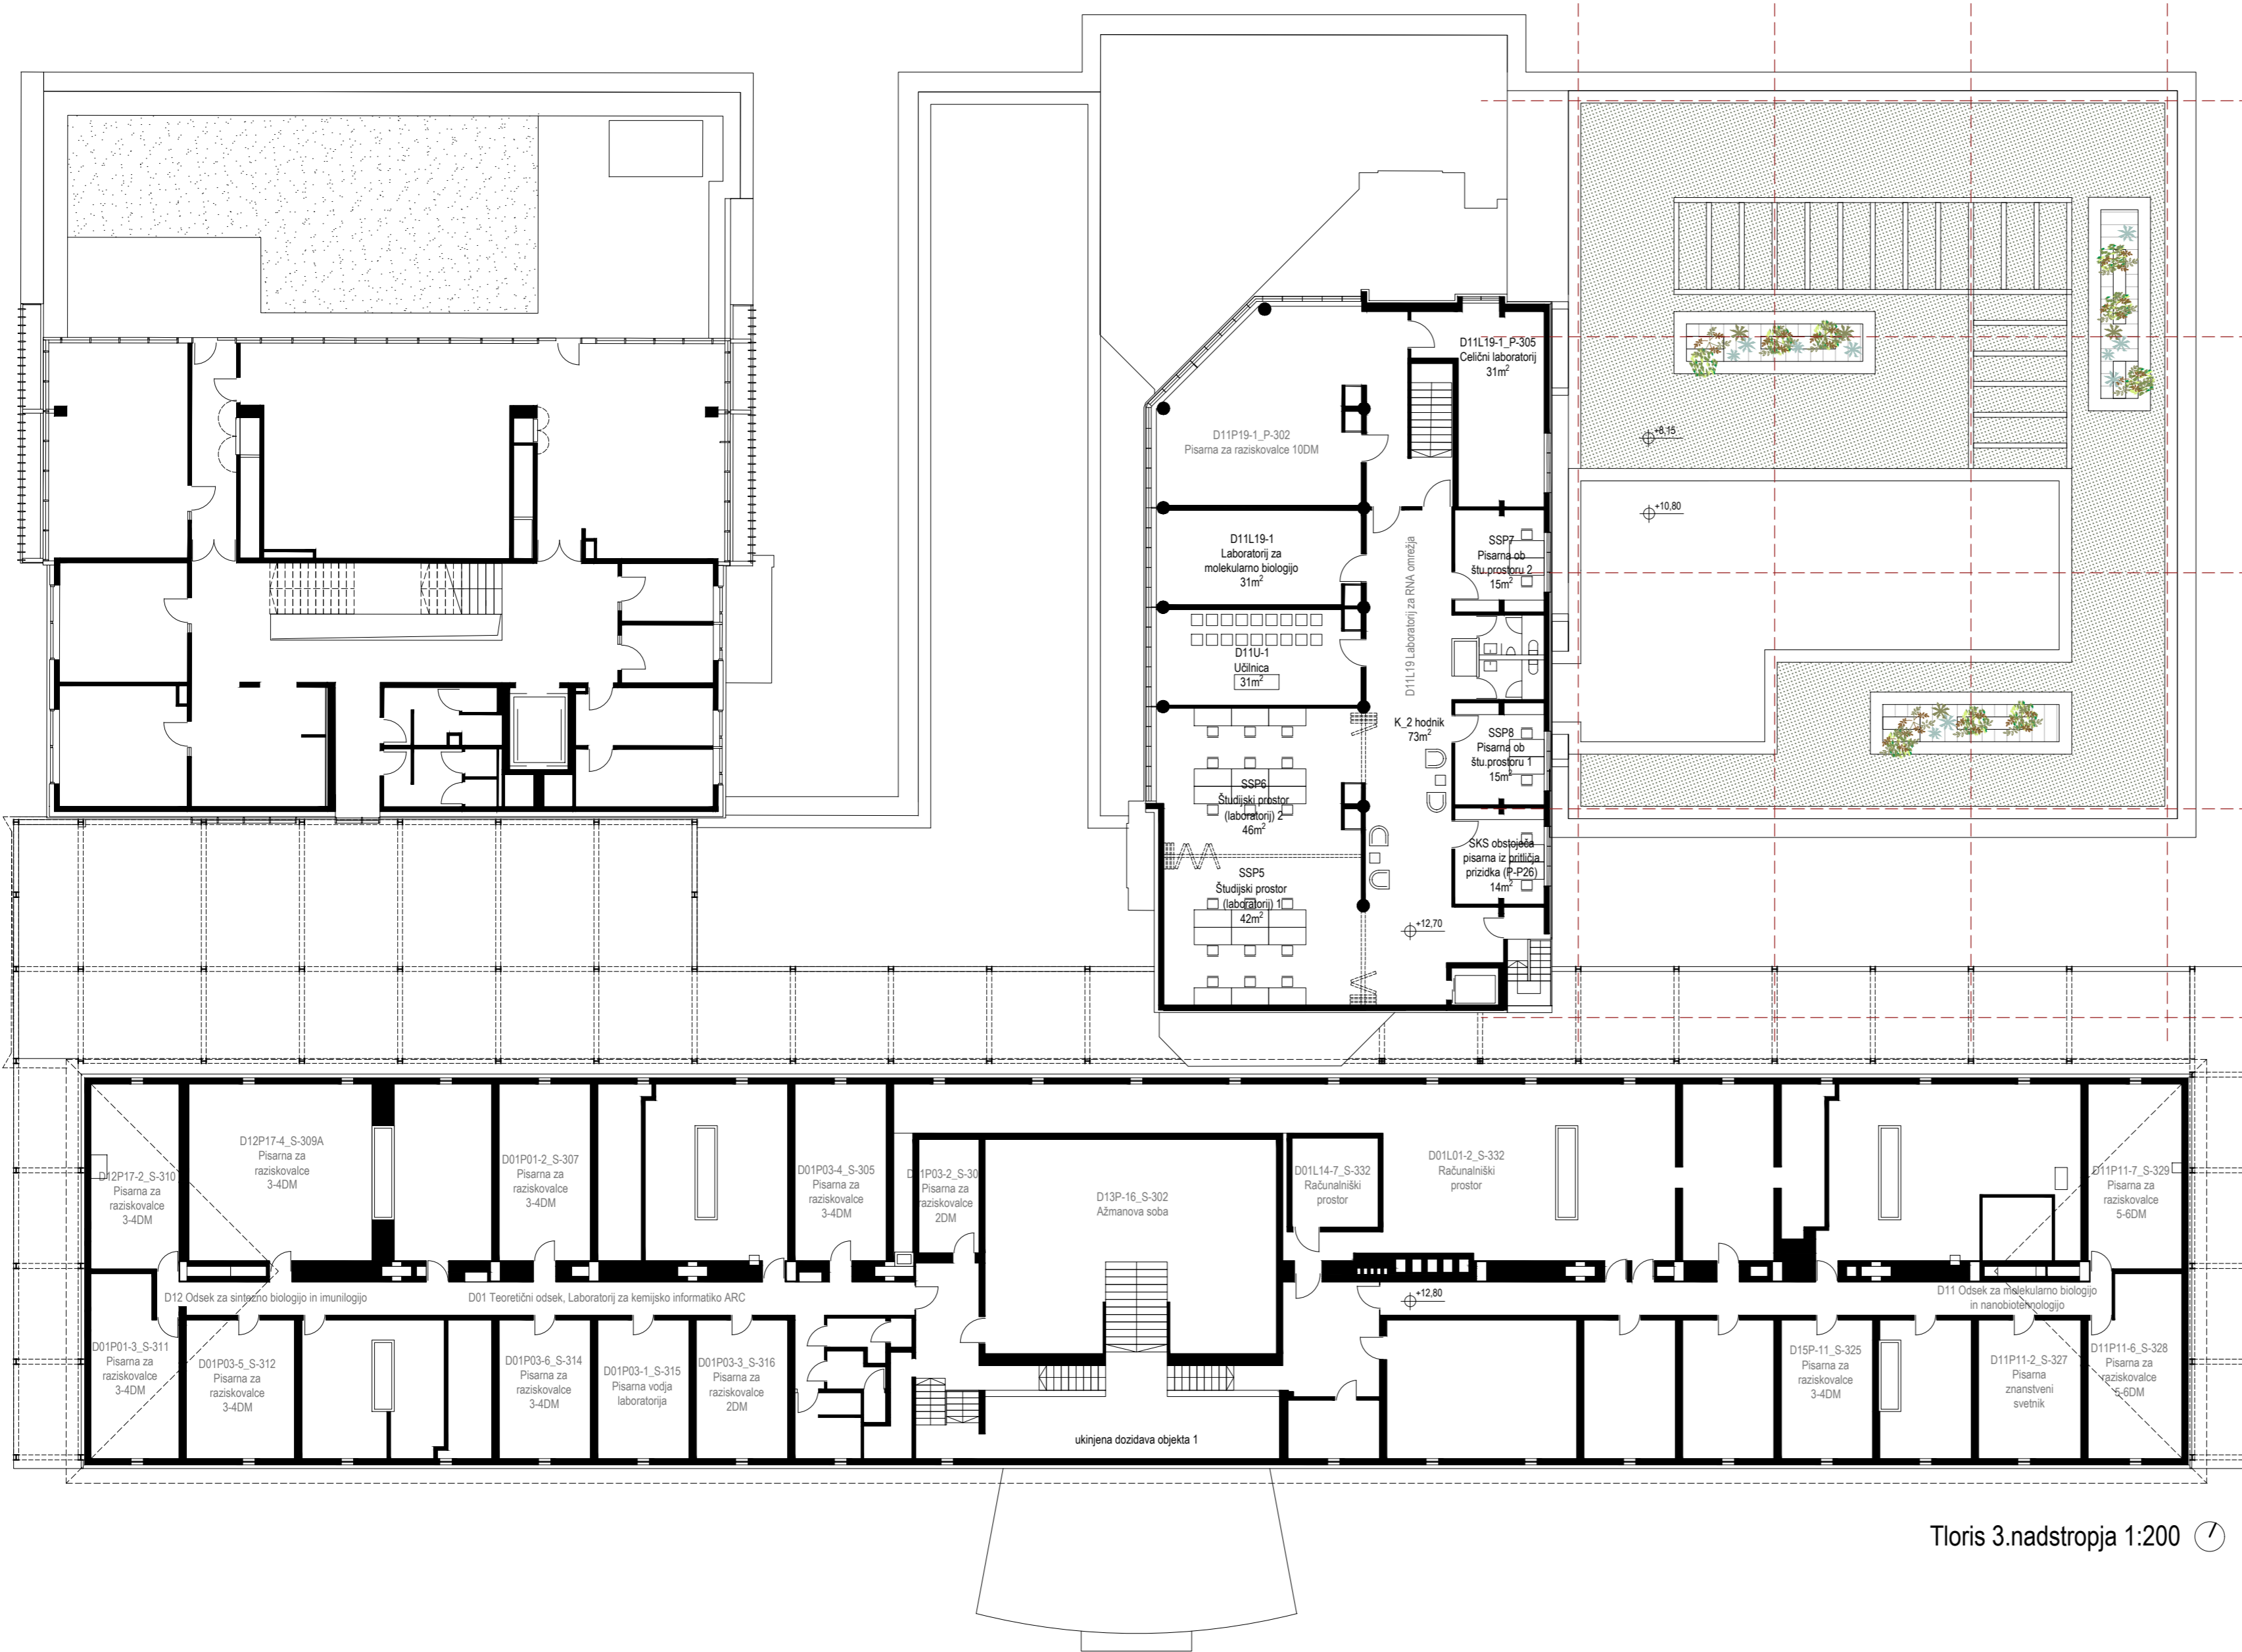 D11L19-1_P-305
Celični laboratorij
31m²
D11P19-1_P-302
Pisarna za raziskovalce 10DM
+8,15
+10,80
D11L19-1
Laboratorij za
molekularno biologijo
31m²
D11L19 Laboratorij za RNA omrežja
SSP7
Pisarna ob
štu.prostoru 2
15m²
D11U-1
Učilnica
31m²
K_2 hodnik
73m²
SSP8
Pisarna ob
štu.prostoru 1
15m²
SSP6
Študijski prostor
(laboratorij) 2
46m²
SKS obstoječa
pisarna iz pritličja
prizidka (P-P26)
14m²
SSP5
Študijski prostor
(laboratorij) 1
42m²
+12,70
D12P17-2_S-310
Pisarna za
raziskovalce
3-4DM
D12P17-4_S-309A
Pisarna za
raziskovalce
3-4DM
D01P01-2_S-307
Pisarna za
raziskovalce
3-4DM
D01P03-4_S-305
Pisarna za
raziskovalce
3-4DM
Pisarna za
raziskovalce
2DM
D13P-16_S-302
Ažmanova soba
D01L14-7_S-332
Računalniški
prostor
D01L01-2_S-332
Računalniški
prostor
D11P11-7_S-329
Pisarna za
raziskovalce
5-6DM
D12 Odsek za sintezno biologijo in imunilogijo
D01 Teoretični odsek, Laboratorij za kemijsko informatiko ARC
+12,80
D11 Odsek za molekularno biologijo
in nanobiotehnologijo
D01P01-3_S-311
Pisarna za
raziskovalce
3-4DM
D01P03-5_S-312
Pisarna za
raziskovalce
3-4DM
D01P03-6_S-314
Pisarna za
raziskovalce
3-4DM
D01P03-1_S-315
Pisarna vodja
laboratorija
D01P03-3_S-316
Pisarna za
raziskovalce
2DM
D15P-11_S-325
Pisarna za
raziskovalce
3-4DM
D11P11-2_S-327
Pisarna
znanstveni
svetnik
D11P11-6_S-328
Pisarna za
raziskovalce
5-6DM
ukinjena dozidava objekta 1
Tloris 3.nadstropja 1:200